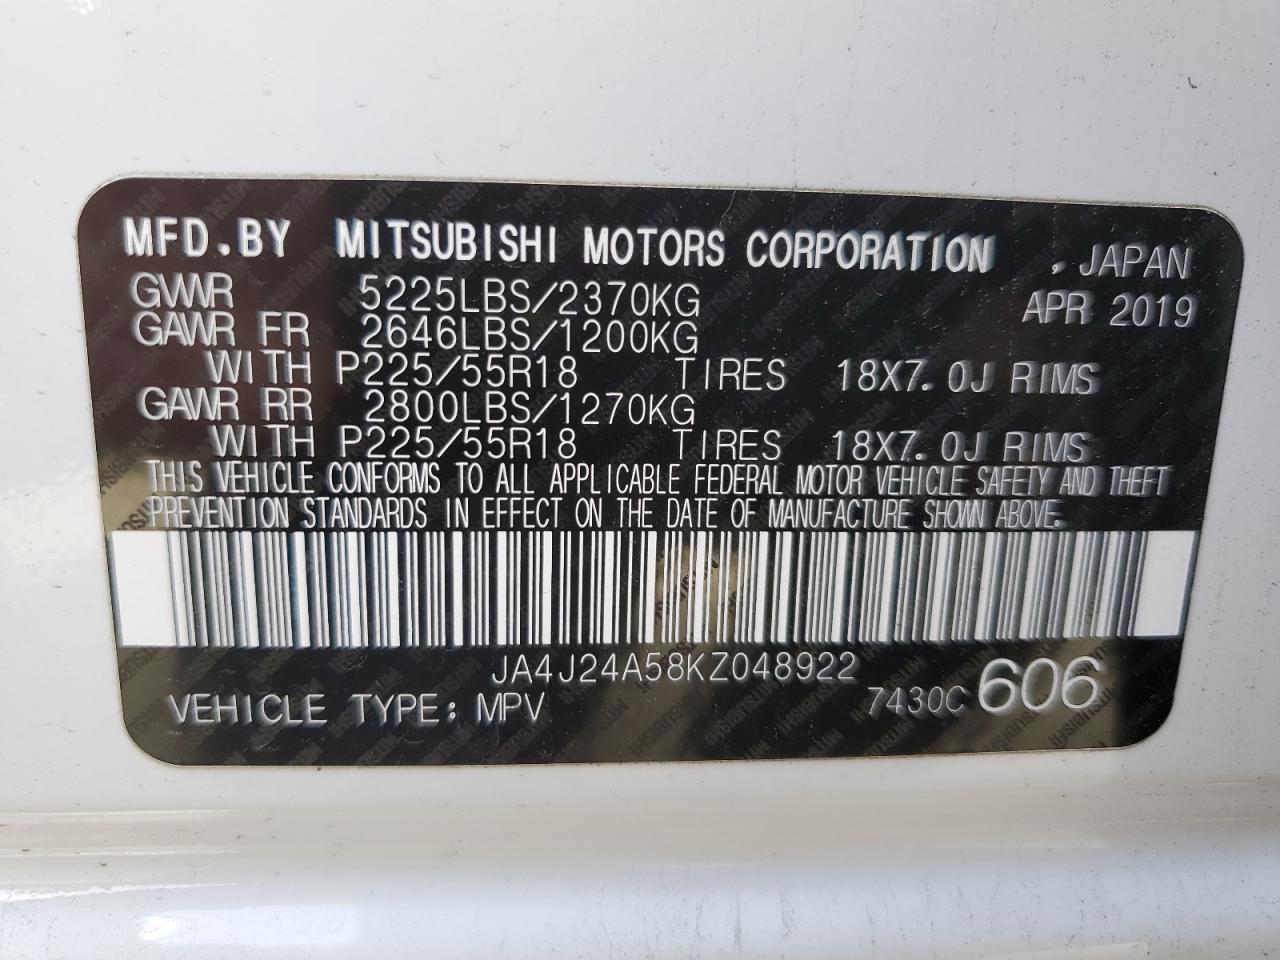 MFD.BY MITSUBISHI MOTORS CORPORATION , JAPAN
GVWR 5225LBS/2370KG APR 2019
GAWR FR 2646LBS/1200KG
WITH P225/55R18 TIRES 18X7.0J RIMS
GAWR RR 2800LBS/1270KG
WITH P225/55R18 TIRES 18X7.0J RIMS
THIS VEHICLE CONFORMS TO ALL APPLICABLE FEDERAL MOTOR VEHICLE SAFETY AND THEFT
PREVENTION STANDARDS IN EFFECT ON THE DATE OF MANUFACTURE SHOWN ABOVE.
JA4J24A58KZ048922
VEHICLE TYPE: MPV 7430C 606